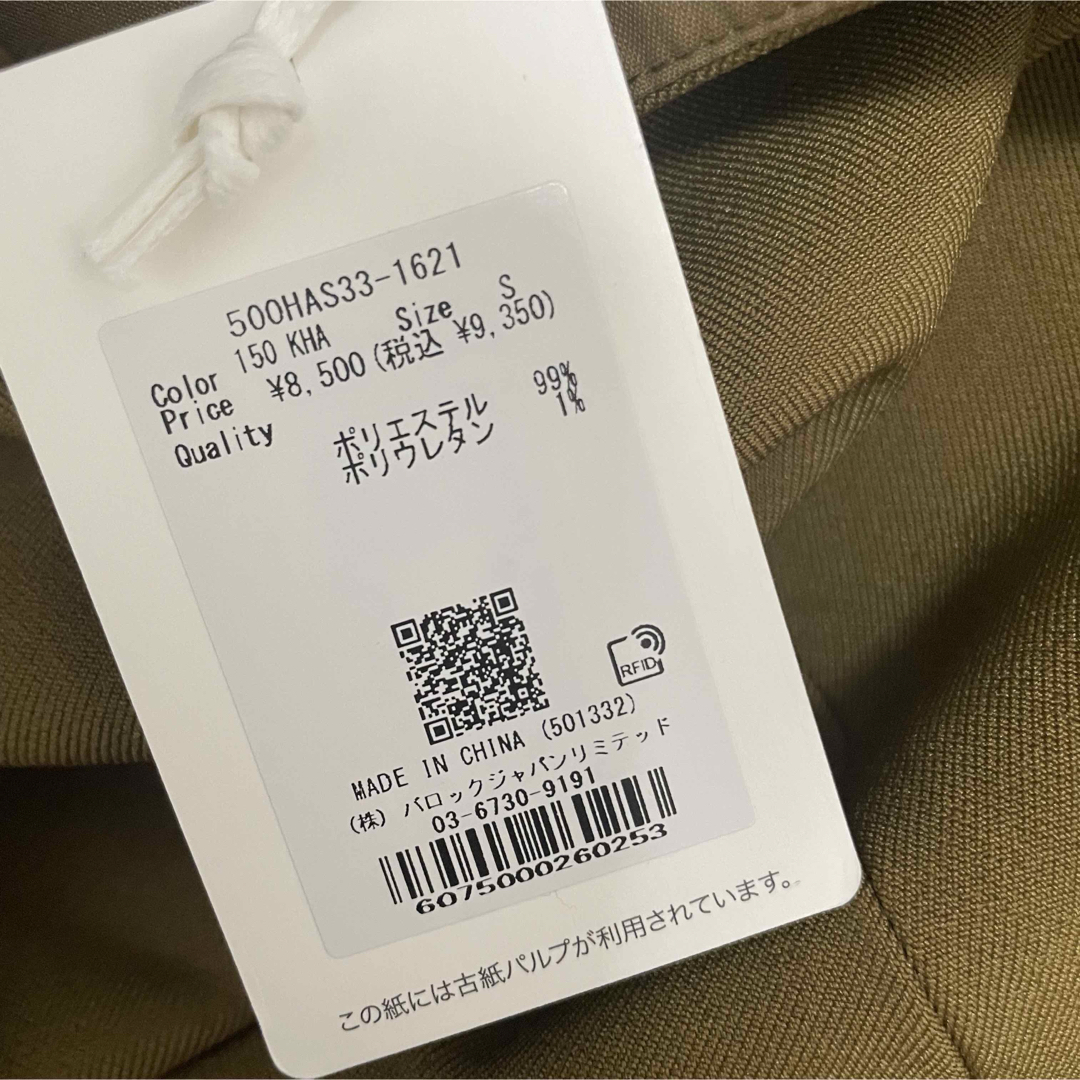 500HAS33-1621
Color 150 KHA Size S
Price ¥8,500(税込 ¥9,350)
Quality ポリエステル 99%
ポリウレタン 1%
RFID
MADE IN CHINA (501332)
(株) バロックジャパンリミテッド
03-6730-9191
6075000260253
この紙には古紙パルプが利用されています。